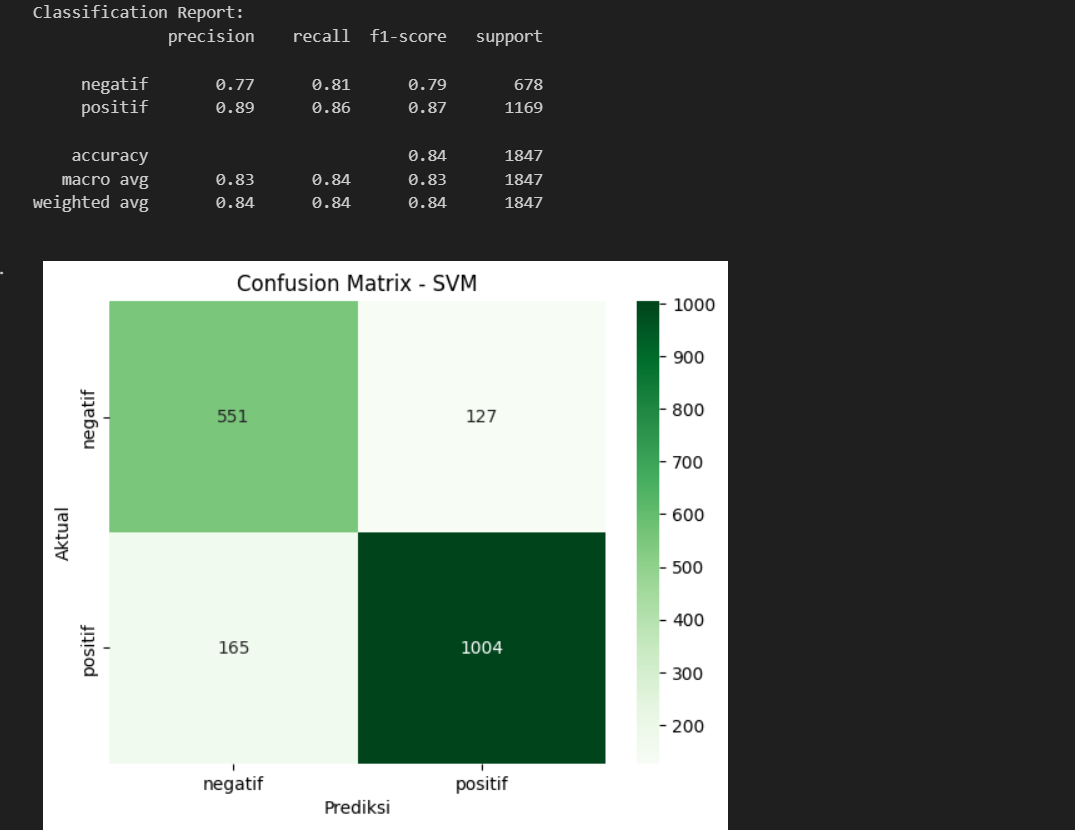 Classification Report:
precision recall f1-score support
negatif 0.77 0.81 0.79 678
positif 0.89 0.86 0.87 1169
accuracy 0.84 1847
macro avg 0.83 0.84 0.83 1847
weighted avg 0.84 0.84 0.84 1847
Confusion Matrix - SVM
1000
900
800
700
600
500
400
300
200
Aktual
negatif
positif
551 127
165 1004
negatif positif
Prediksi